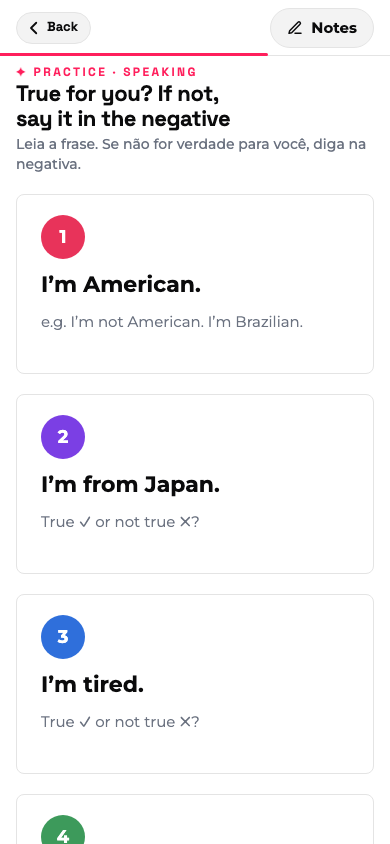 Back
Notes
✦ PRACTICE · SPEAKING
True for you? If not,
say it in the negative
Leia a frase. Se não for verdade para você, diga na
negativa.
1
I'm American.
e.g. I'm not American. I'm Brazilian.
2
I'm from Japan.
True ✓ or not true ✕?
3
I'm tired.
True ✓ or not true ✕?
4